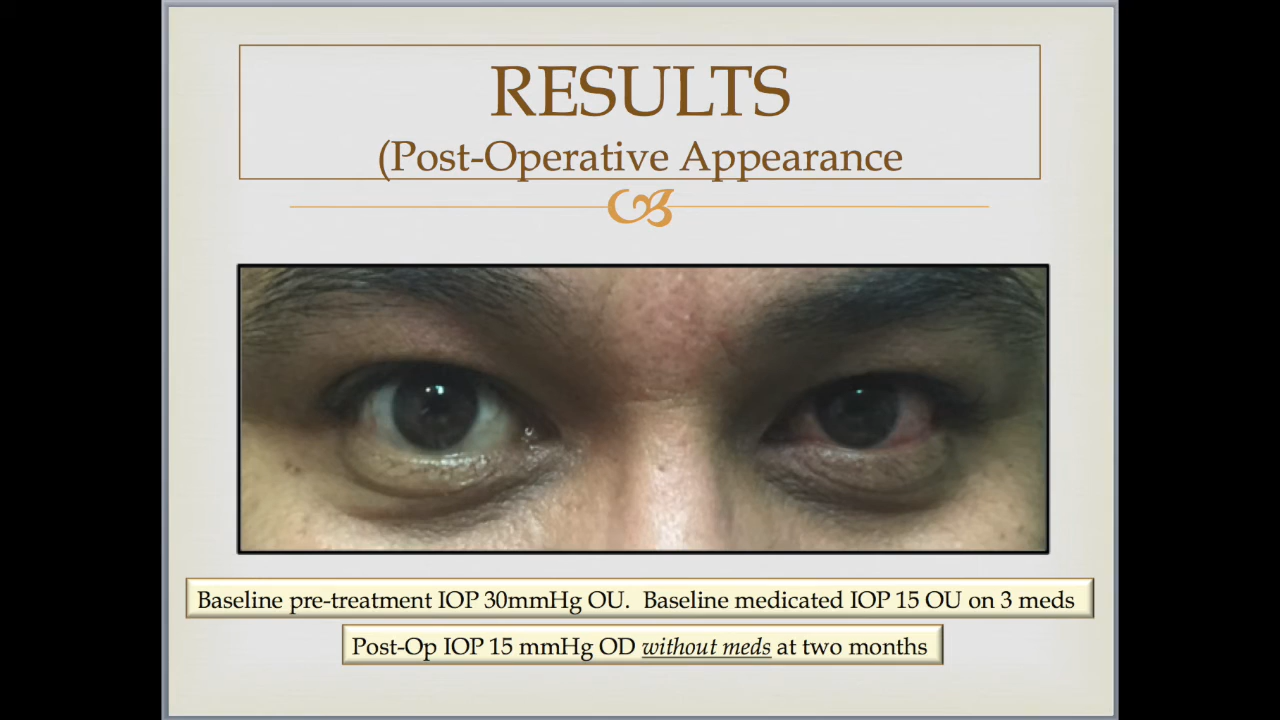 RESULTS
(Post-Operative Appearance
Baseline pre-treatment IOP 30mmHg OU. Baseline medicated IOP 15 OU on 3 meds
Post-Op IOP 15 mmHg OD without meds at two months